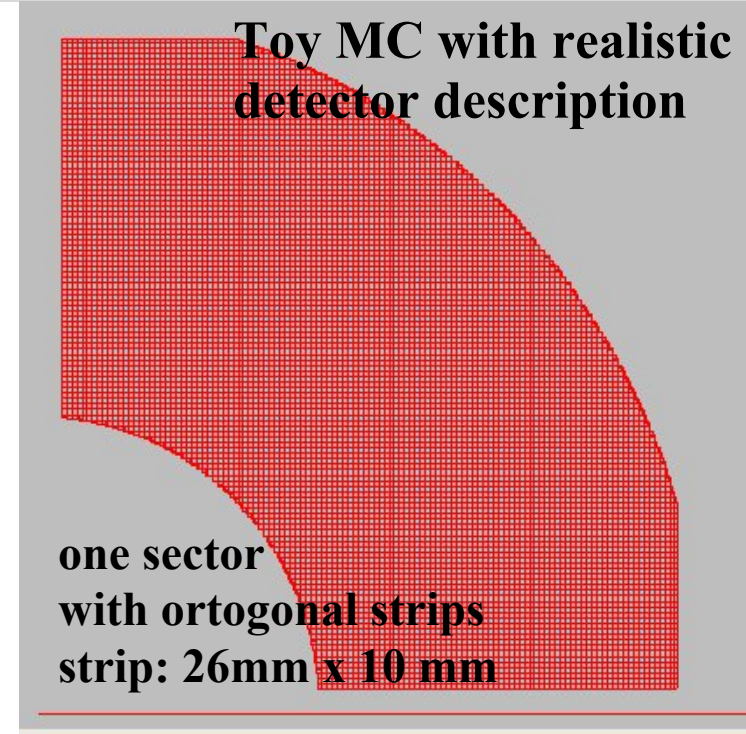 Toy MC with realistic
detector description
one sector
with ortogonal strips
strip: 26mm x 10 mm